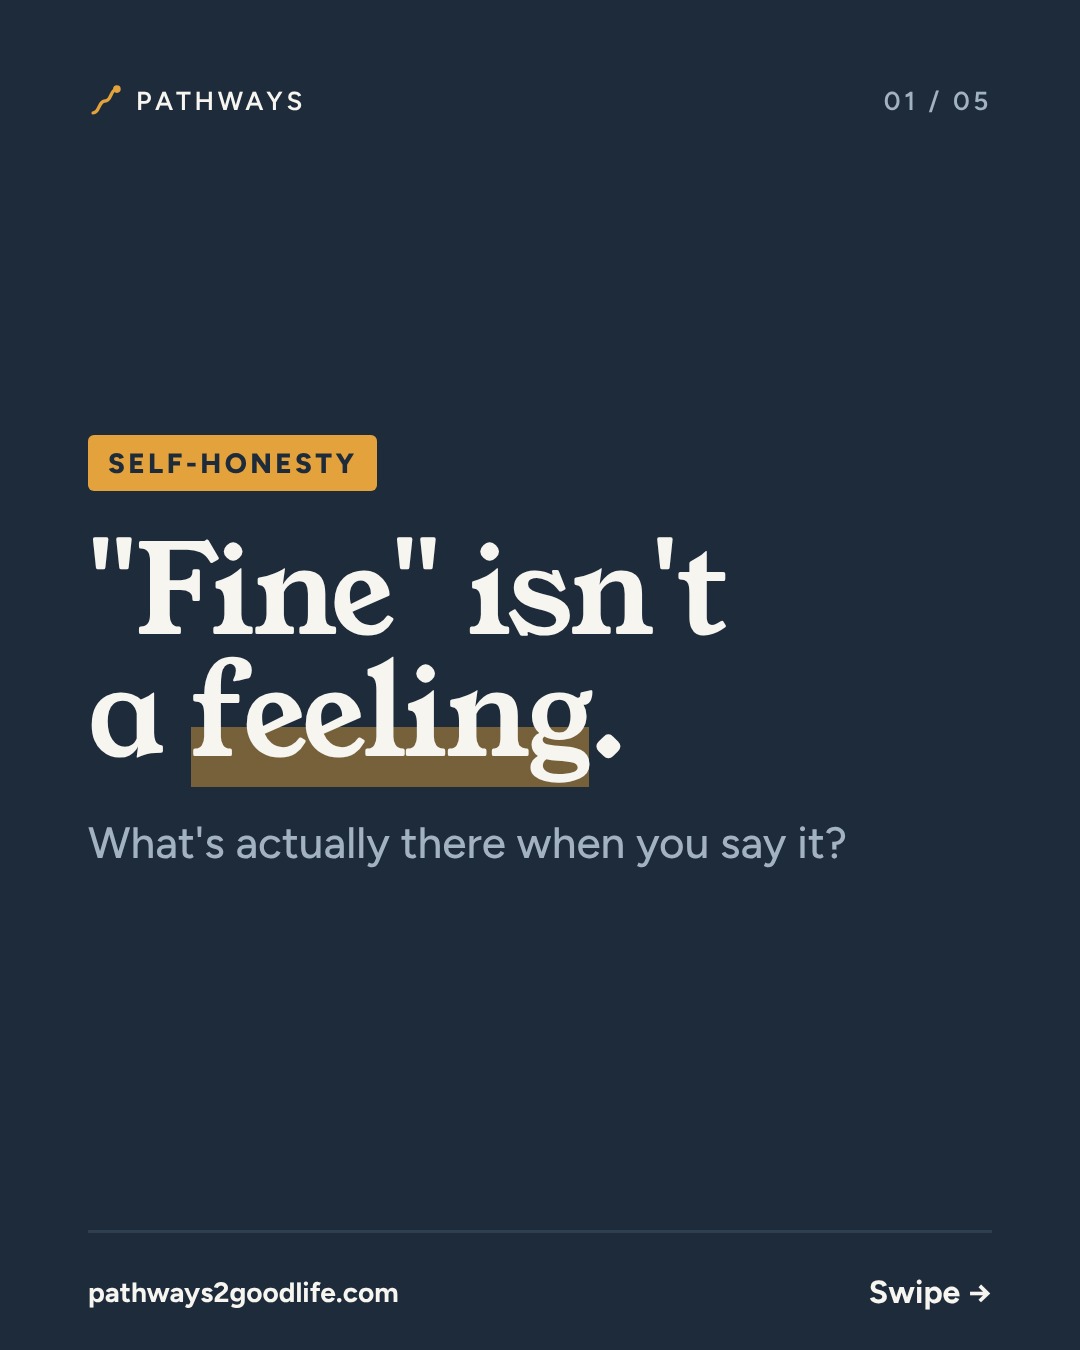 PATHWAYS
01 / 05
SELF-HONESTY
"Fine" isn't
a feeling.
What's actually there when you say it?
pathways2goodlife.com
Swipe →